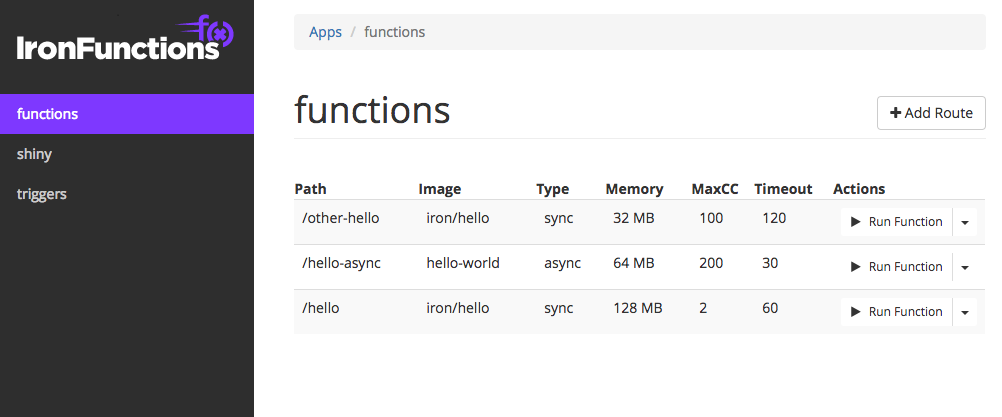 f(x)
IronFunctions
functions
shiny
triggers
Apps / functions
functions
Add Route
Path Image Type Memory MaxCC Timeout Actions
/other-hello iron/hello sync 32 MB 100 120 Run Function
/hello-async hello-world async 64 MB 200 30 Run Function
/hello iron/hello sync 128 MB 2 60 Run Function